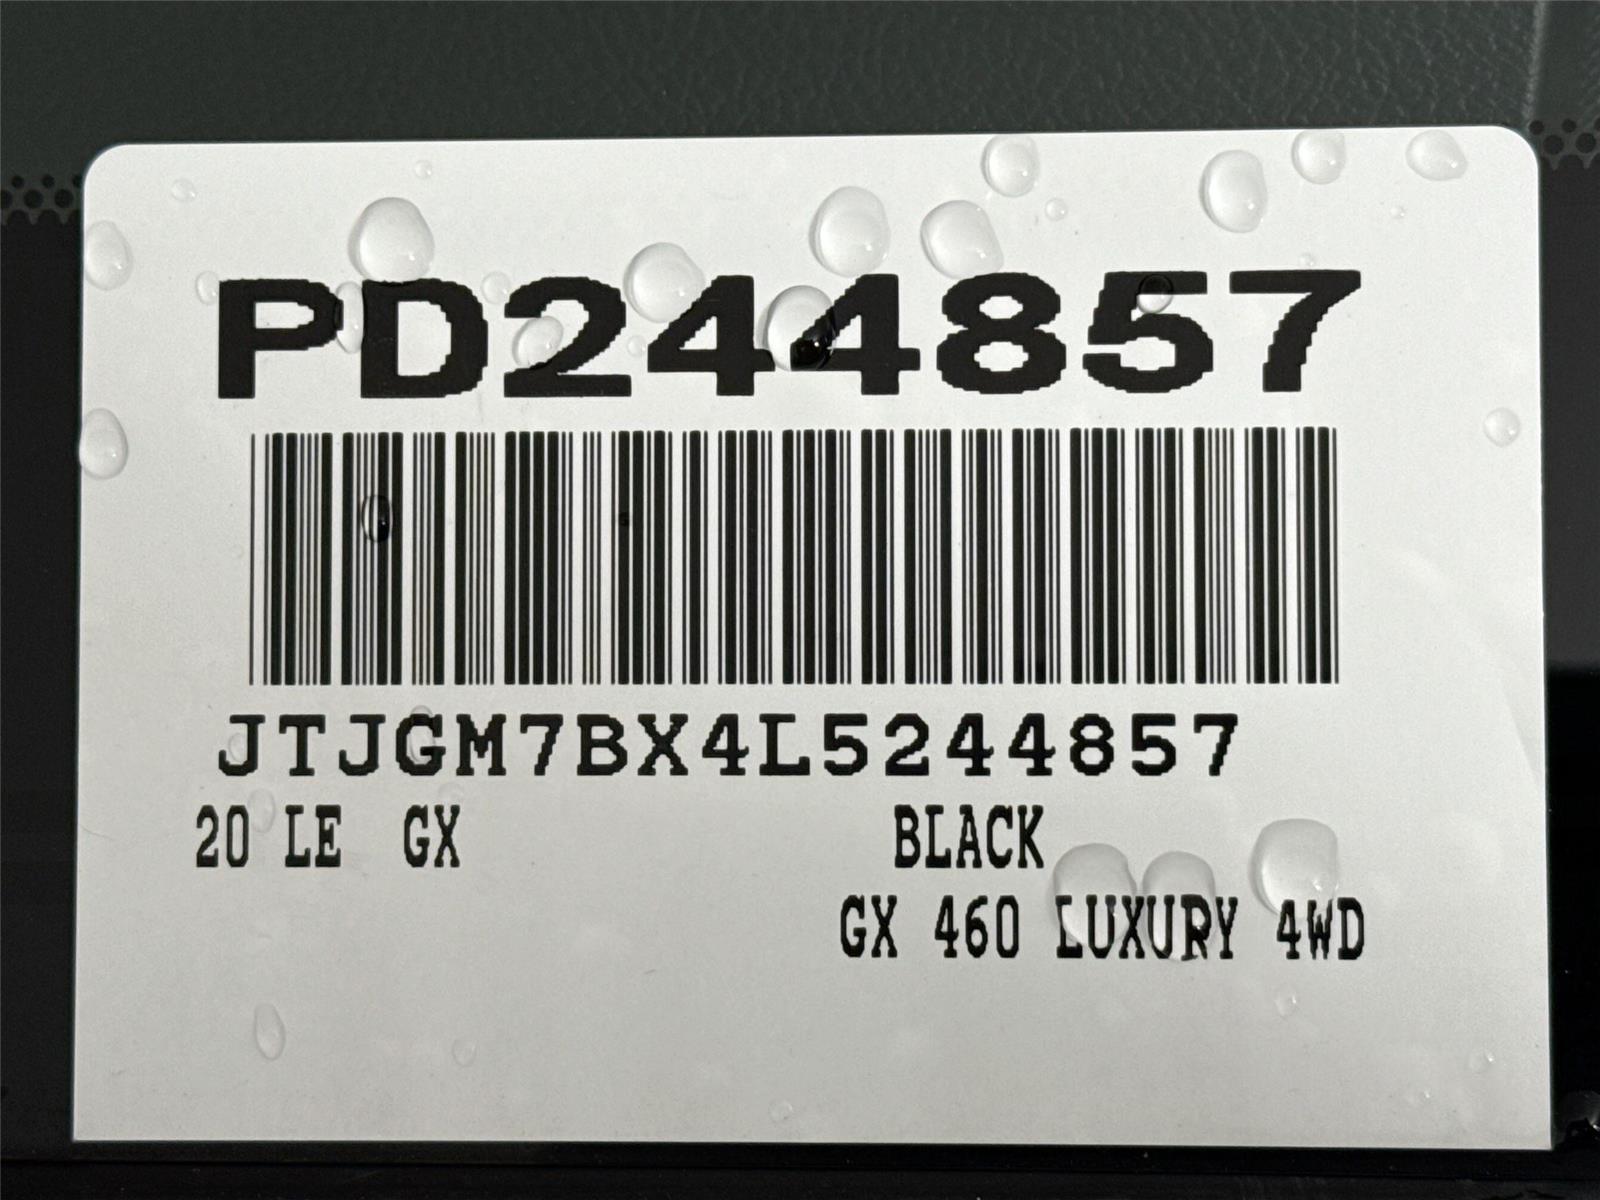 PD244857
JTJGM7BX4L5244857
20 LE GX BLACK
GX 460 LUXURY 4WD